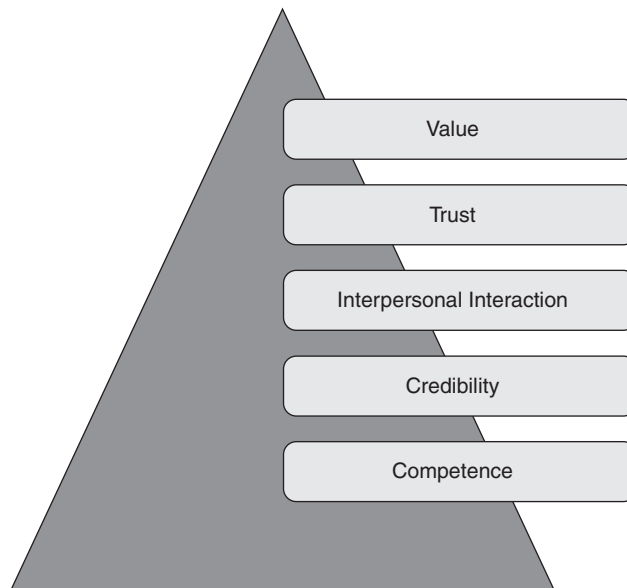 Value
Trust
Interpersonal Interaction
Credibility
Competence